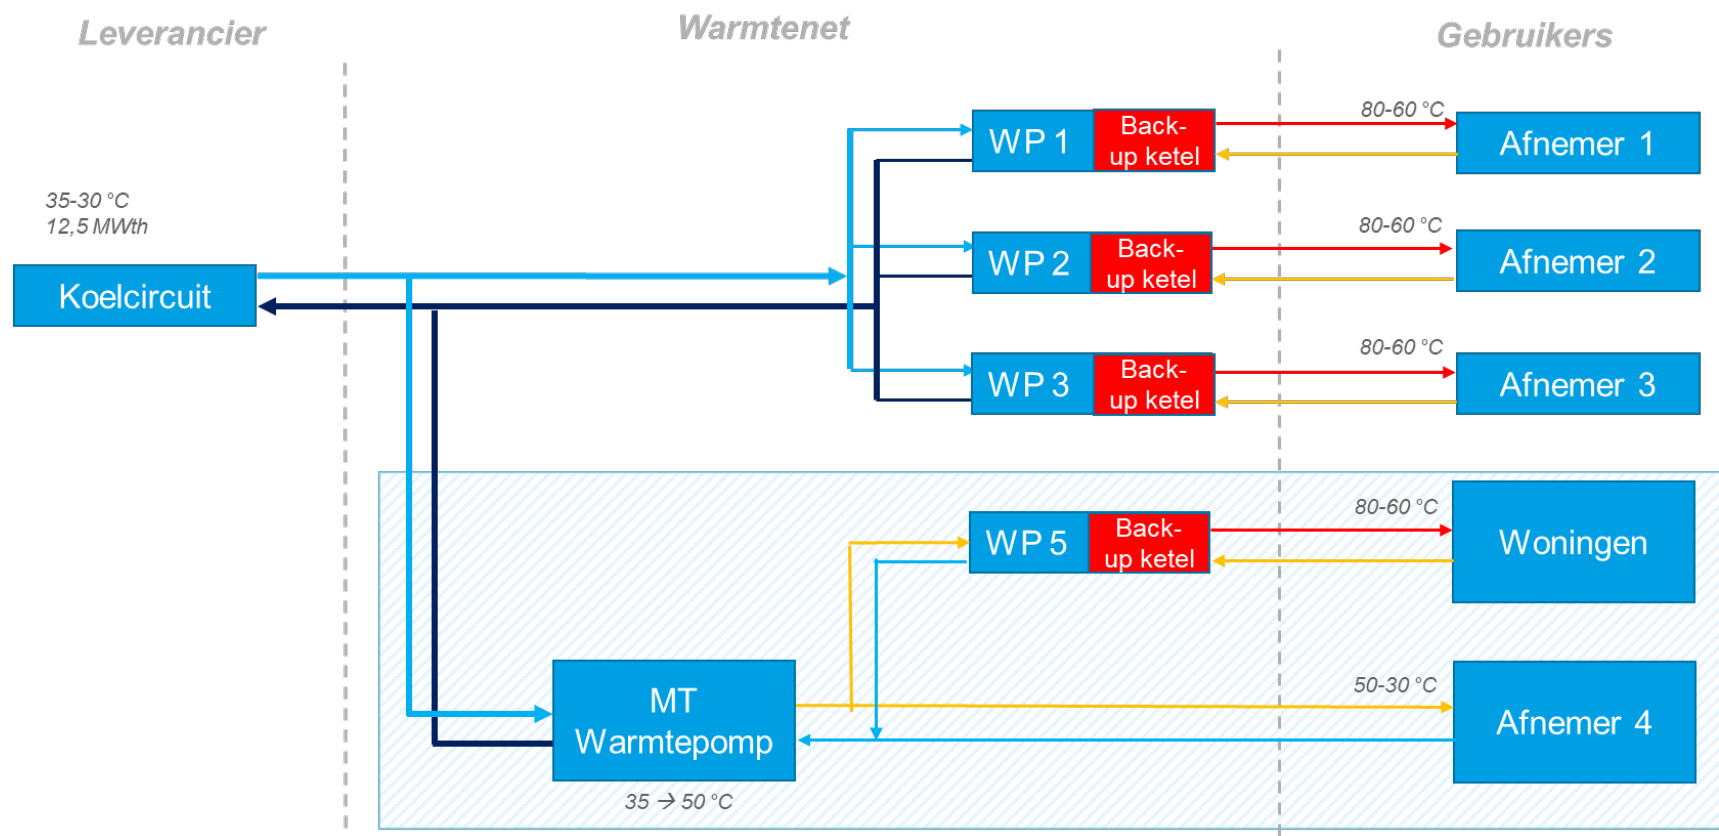 Leverancier
Warmtenet
Gebruikers
80-60 °C
WP 1
Back-
up ketel
Afnemer 1
35-30 °C
12,5 MWth
80-60 °C
WP 2
Back-
up ketel
Afnemer 2
Koelcircuit
80-60 °C
WP 3
Back-
up ketel
Afnemer 3
80-60 °C
WP 5
Back-
up ketel
Woningen
50-30 °C
MT
Warmtepomp
Afnemer 4
35 → 50 °C